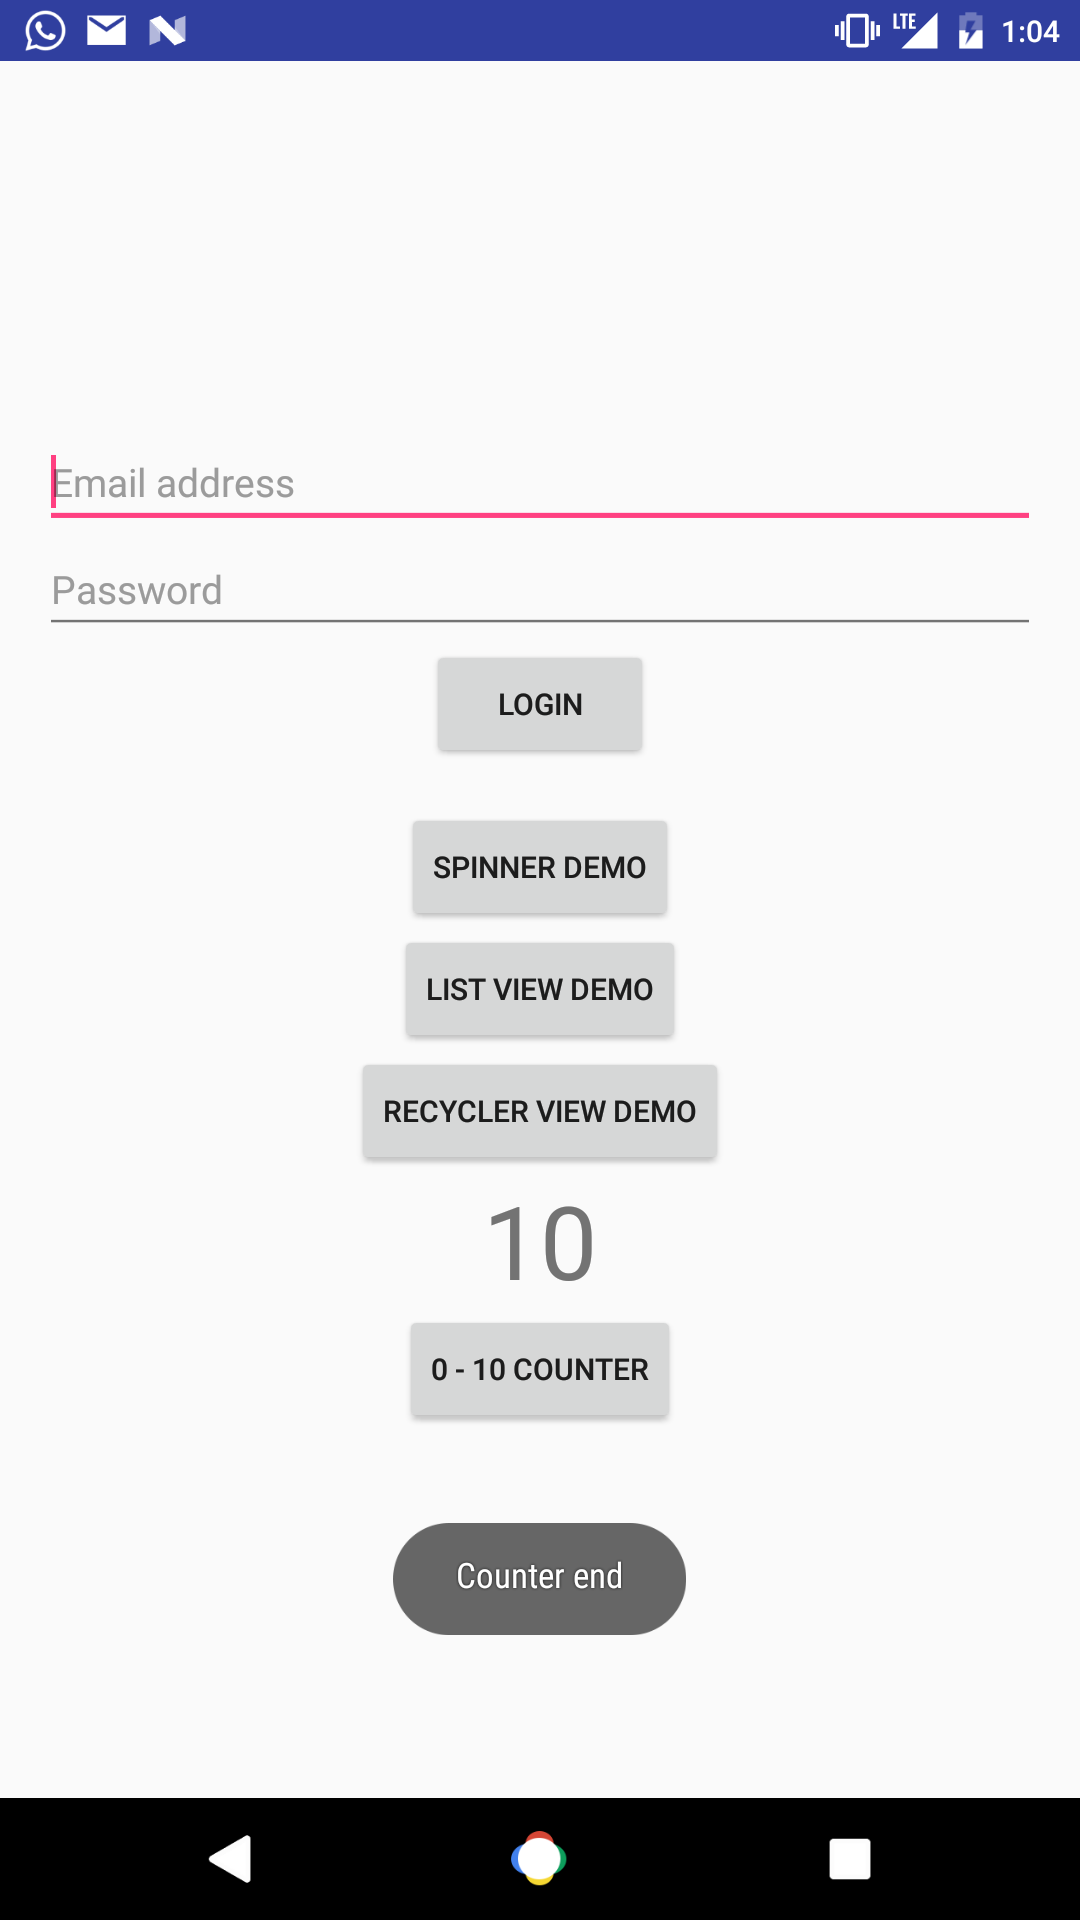 LTE 1:04
Email address
Password
LOGIN
SPINNER DEMO
LIST VIEW DEMO
RECYCLER VIEW DEMO
10
0 - 10 COUNTER
Counter end